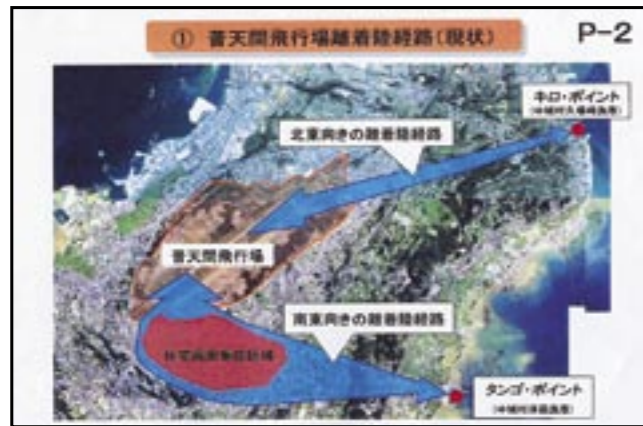 ① 普天間飛行場離着陸経路(現状)
P-2
キロ・ポイント
北東向きの離着陸経路
普天間飛行場
南東向きの離着陸経路
タンゴ・ポイント